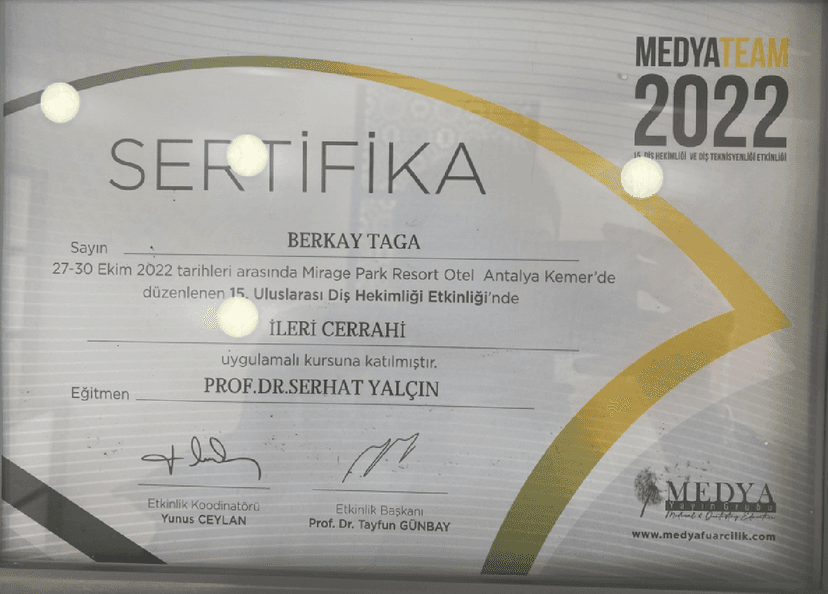 MEDYATEAM
2022
15. DİŞ HEKİMLİĞİ VE DİŞ TEKNİSYENLİĞİ ETKİNLİĞİ
SERTİFİKA
Sayın BERKAY TAGA
27-30 Ekim 2022 tarihleri arasında Mirage Park Resort Otel Antalya Kemer'de
düzenlenen 15. Uluslarası Diş Hekimliği Etkinliği'nde
İLERİ CERRAHİ
uygulamalı kursuna katılmıştır.
Eğitmen PROF.DR.SERHAT YALÇIN
Etkinlik Koordinatörü
Yunus CEYLAN
Etkinlik Başkanı
Prof. Dr. Tayfun GÜNBAY
MEDYA
Yayın Grubu
www.medyafuarcilik.com